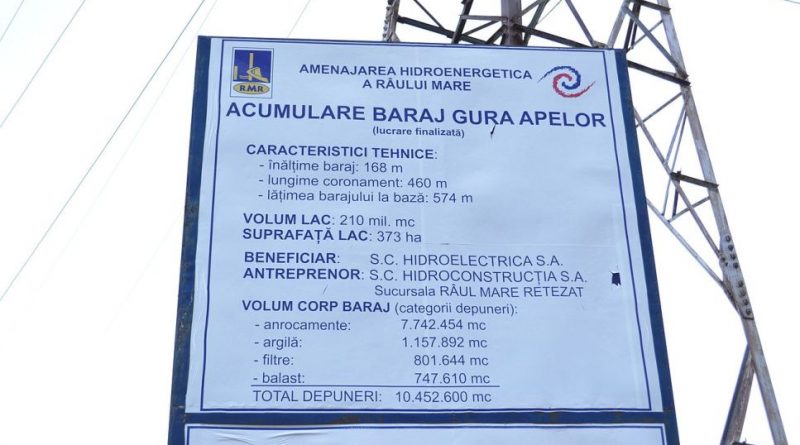 RMR
AMENAJAREA HIDROENERGETICA
A RÂULUI MARE
ACUMULARE BARAJ GURA APELOR
(lucrare finalizată)
CARACTERISTICI TEHNICE:
- înălțime baraj: 168 m
- lungime coronament: 460 m
- lățimea barajului la bază: 574 m
VOLUM LAC: 210 mil. mc
SUPRAFAȚĂ LAC: 373 ha
BENEFICIAR: S.C. HIDROELECTRICA S.A.
ANTREPRENOR: S.C. HIDROCONSTRUCȚIA S.A.
Sucursala RÂUL MARE RETEZAT
VOLUM CORP BARAJ (categorii depuneri):
- anrocamente: 7.742.454 mc
- argilă: 1.157.892 mc
- filtre: 801.644 mc
- balast: 747.610 mc
TOTAL DEPUNERI: 10.452.600 mc